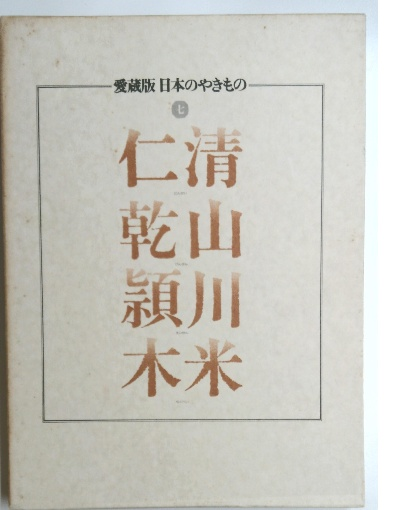 愛蔵版 日本のやきもの
七
仁清
乾山
頴川
木米